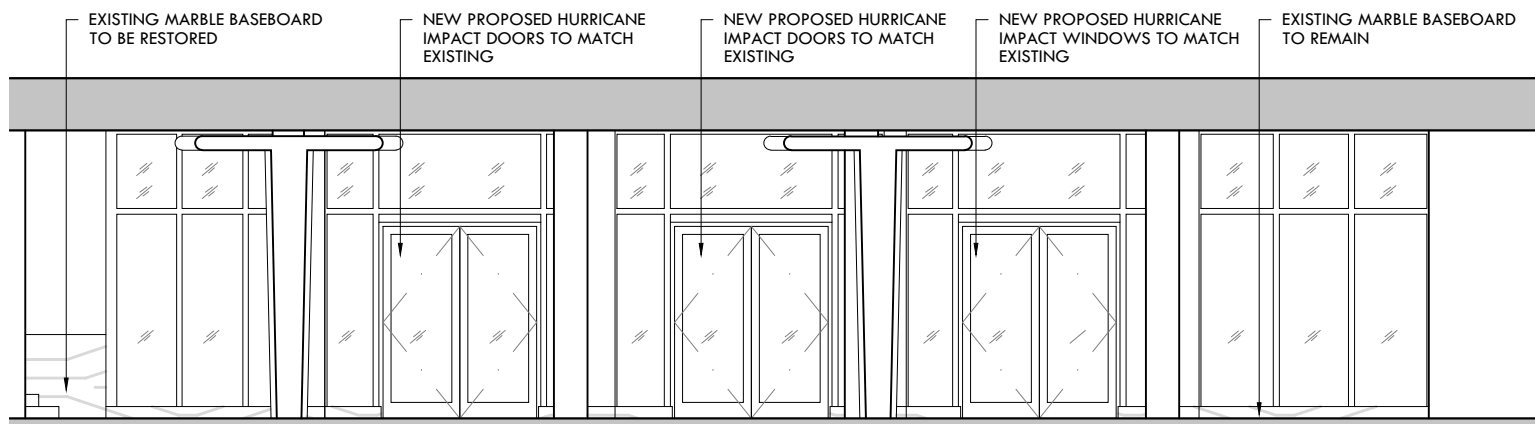 EXISTING MARBLE BASEBOARD
TO BE RESTORED
NEW PROPOSED HURRICANE
IMPACT DOORS TO MATCH
EXISTING
NEW PROPOSED HURRICANE
IMPACT DOORS TO MATCH
EXISTING
NEW PROPOSED HURRICANE
IMPACT WINDOWS TO MATCH
EXISTING
EXISTING MARBLE BASEBOARD
TO REMAIN